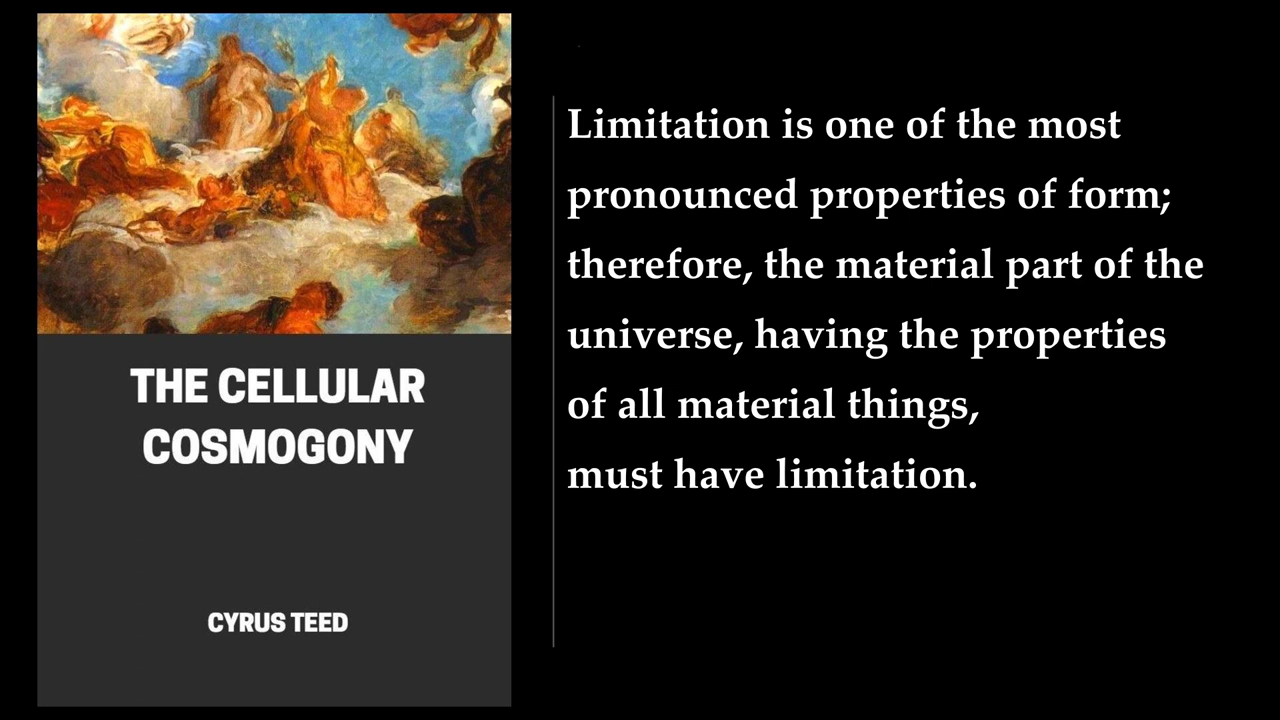 THE CELLULAR
COSMOGONY
CYRUS TEED
Limitation is one of the most
pronounced properties of form;
therefore, the material part of the
universe, having the properties
of all material things,
must have limitation.